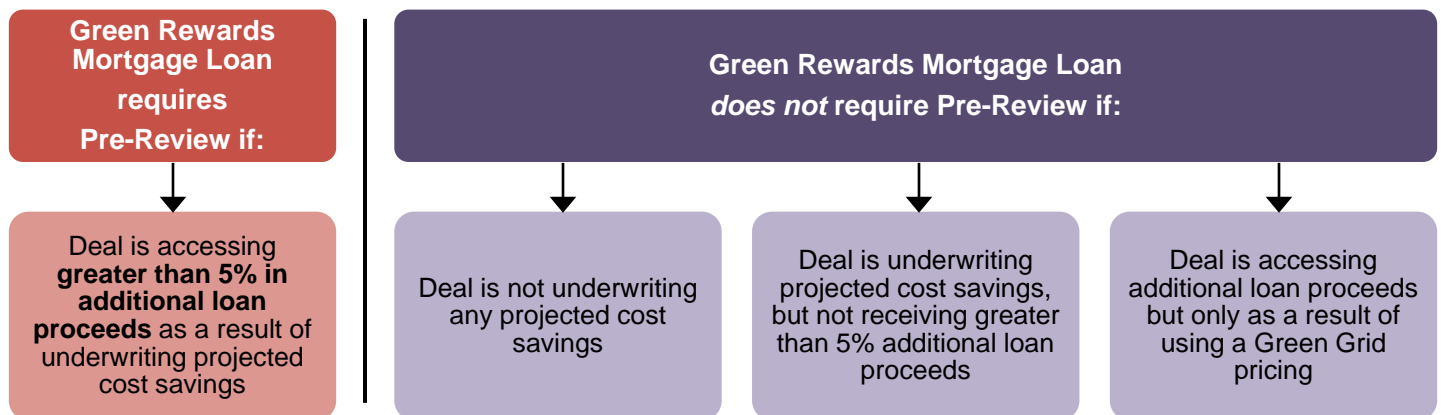 Green Rewards
Mortgage Loan
requires
Pre-Review if:
Deal is accessing
greater than 5% in
additional loan
proceeds as a result of
underwriting projected
cost savings
Green Rewards Mortgage Loan
does not require Pre-Review if:
Deal is not underwriting
any projected cost
savings
Deal is underwriting
projected cost savings,
but not receiving greater
than 5% additional loan
proceeds
Deal is accessing
additional loan proceeds
but only as a result of
using a Green Grid
pricing